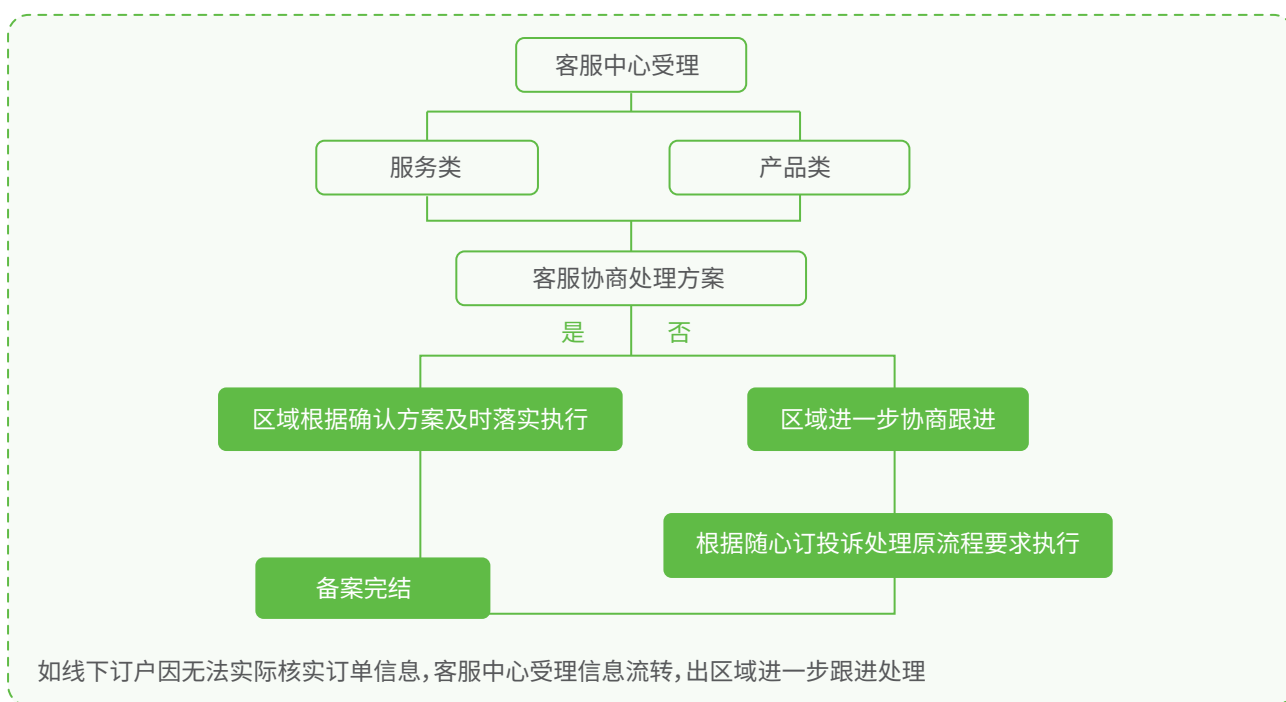 客服中心受理
服务类
产品类
客服协商处理方案
是
否
区域根据确认方案及时落实执行
区域进一步协商跟进
根据随心订投诉处理原流程要求执行
备案完结
如线下订户因无法实际核实订单信息,客服中心受理信息流转,出区域进一步跟进处理